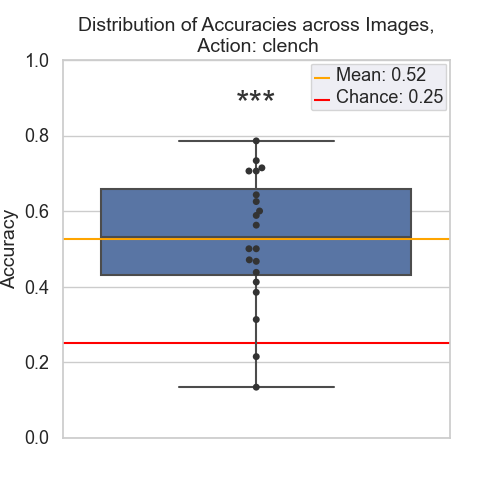 Distribution of Accuracies across Images,
Action: clench
1.0
Mean: 0.52
Chance: 0.25
***
0.8
0.6
0.4
0.2
0.0
Accuracy